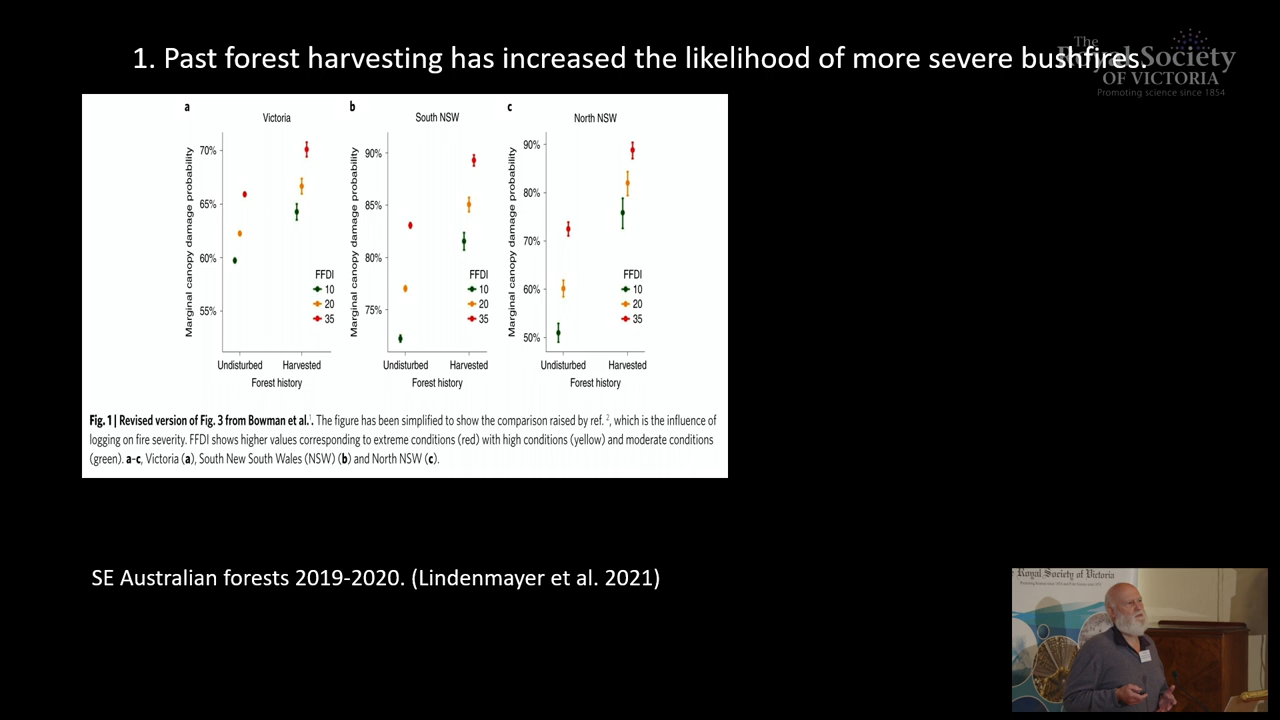 1. Past forest harvesting has increased the likelihood of more severe bushfires.
The
Royal Society
OF VICTORIA
Promoting science since 1854
a
Victoria
Marginal canopy damage probability
70%
65%
60%
55%
FFDI
10
20
35
Undisturbed Harvested
Forest history
b
South NSW
Marginal canopy damage probability
90%
85%
80%
75%
FFDI
10
20
35
Undisturbed Harvested
Forest history
c
North NSW
Marginal canopy damage probability
90%
80%
70%
60%
50%
FFDI
10
20
35
Undisturbed Harvested
Forest history
Fig. 1 | Revised version of Fig. 3 from Bowman et al.1. The figure has been simplified to show the comparison raised by ref. 2, which is the influence of
logging on fire severity. FFDI shows higher values corresponding to extreme conditions (red) with high conditions (yellow) and moderate conditions
(green). a–c, Victoria (a), South New South Wales (NSW) (b) and North NSW (c).
SE Australian forests 2019-2020. (Lindenmayer et al. 2021)
Royal Society of Victoria